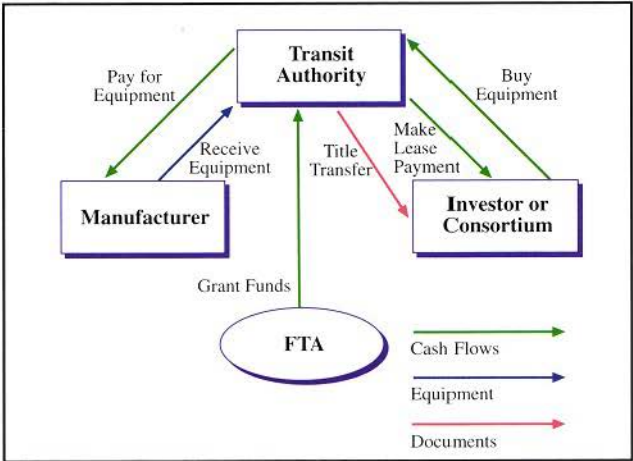 Transit
Authority
Pay for
Equipment
Buy
Equipment
Receive
Equipment
Title
Transfer
Make
Lease
Payment
Manufacturer
Investor or
Consortium
Grant Funds
FTA
Cash Flows
Equipment
Documents